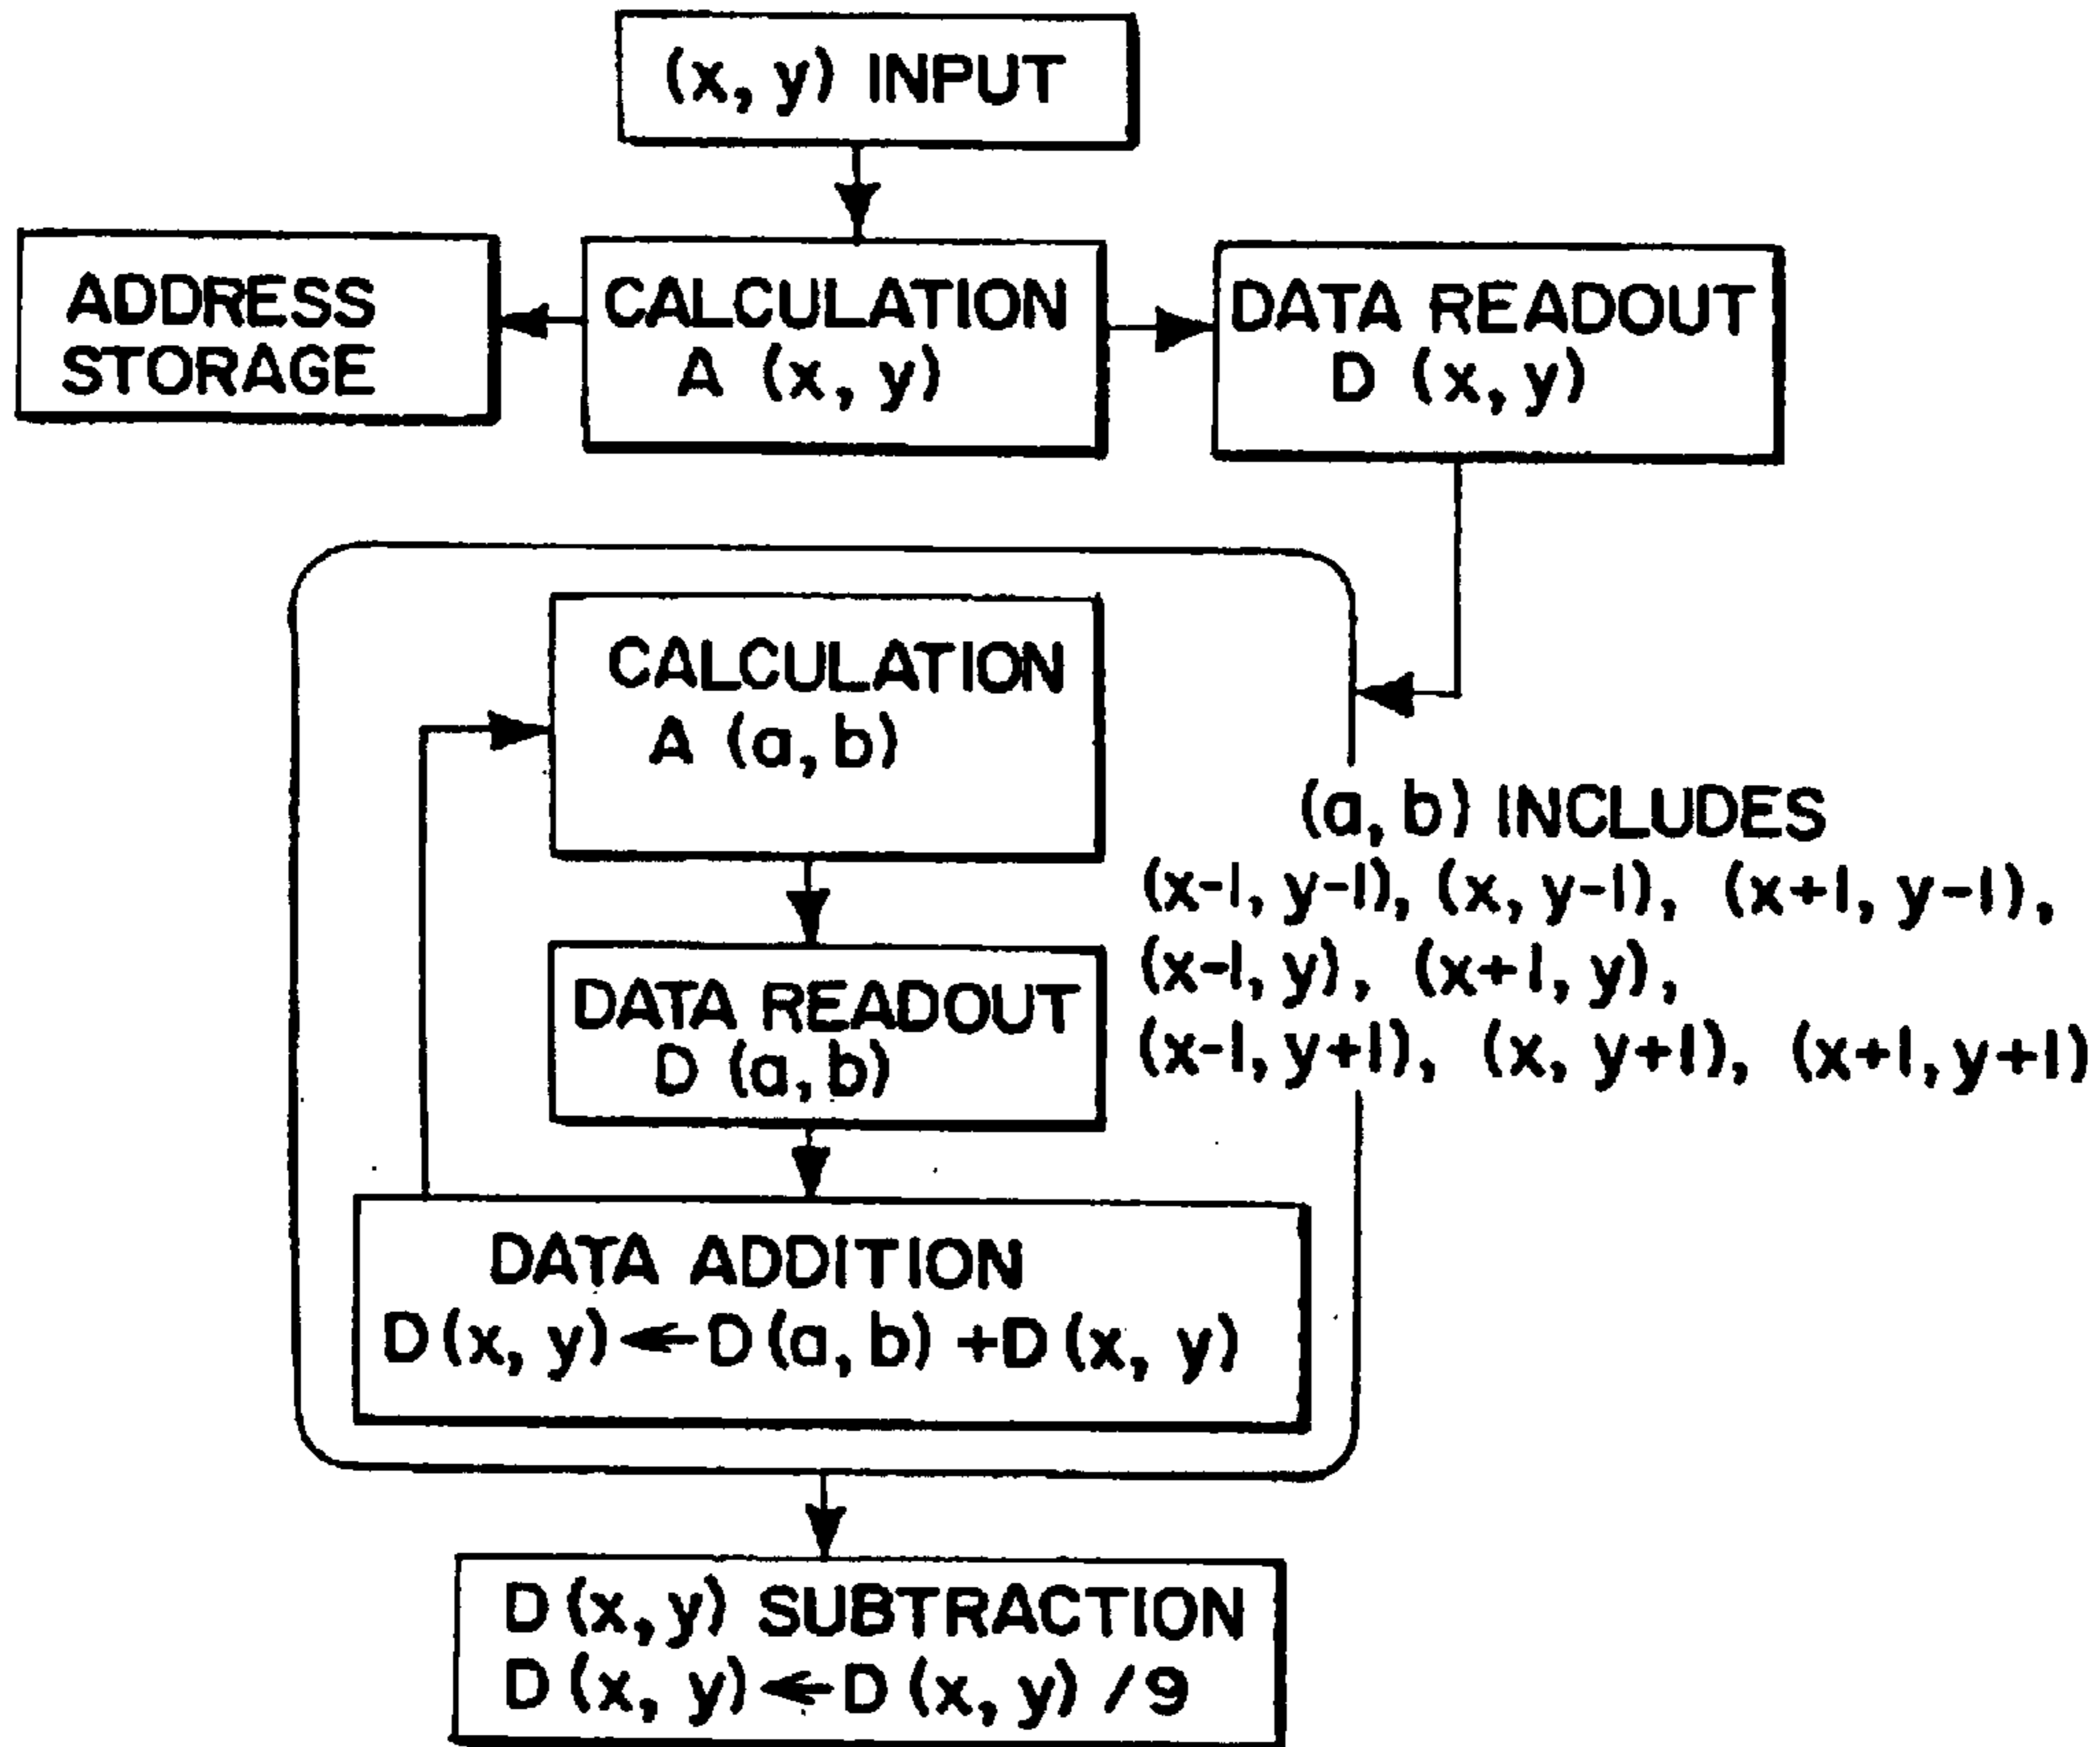 (x, y) INPUT
ADDRESS
STORAGE
CALCULATION
A (x, y)
DATA READOUT
D (x, y)
CALCULATION
A (a, b)
(a, b) INCLUDES
(x-1, y-1), (x, y-1), (x+1, y-1),
(x-1, y), (x+1, y),
(x-1, y+1), (x, y+1), (x+1, y+1)
DATA READOUT
D (a, b)
DATA ADDITION
D (x, y) ← D (a, b) + D (x, y)
D (x, y) SUBTRACTION
D (x, y) ← D (x, y) / 9